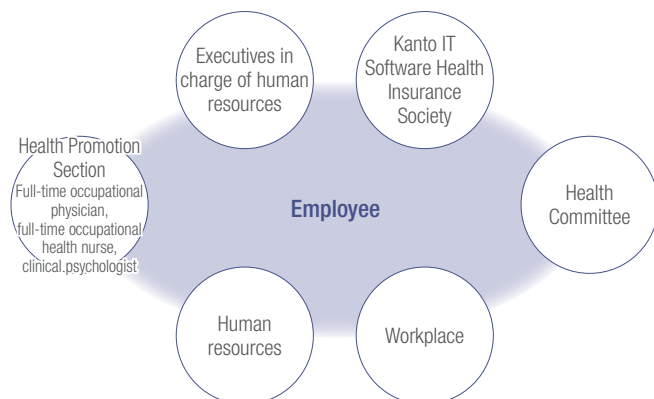 Executives in
charge of human
resources
Kanto IT
Software Health
Insurance
Society
Health Promotion
Section
Full-time occupational
physician,
full-time occupational
health nurse,
clinical.psychologist
Employee
Health
Committee
Human
resources
Workplace